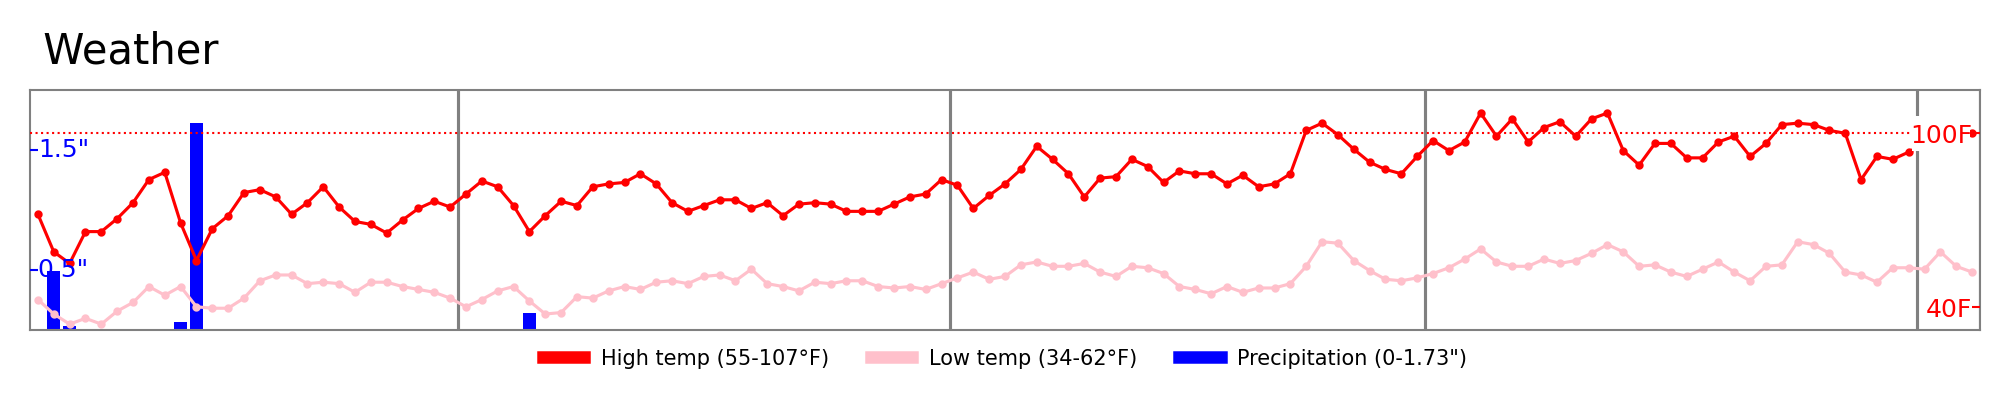 Weather
1.5"
100F
0.5"
40F
High temp (55-107°F)
Low temp (34-62°F)
Precipitation (0-1.73")